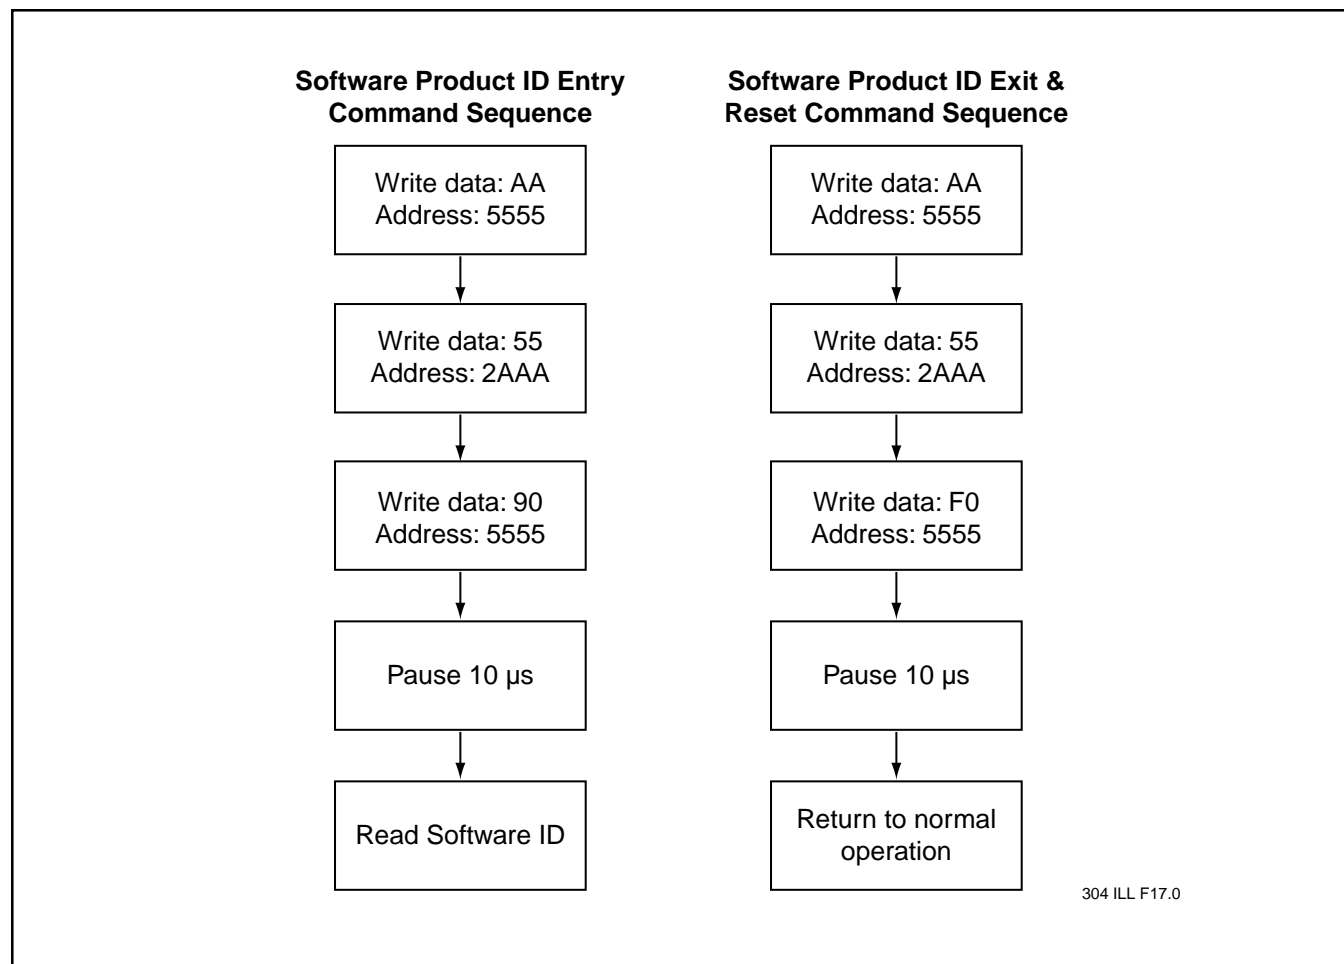 Software Product ID Entry
Command Sequence
Write data: AA
Address: 5555
Write data: 55
Address: 2AAA
Write data: 90
Address: 5555
Pause 10 µs
Read Software ID
Software Product ID Exit &
Reset Command Sequence
Write data: AA
Address: 5555
Write data: 55
Address: 2AAA
Write data: F0
Address: 5555
Pause 10 µs
Return to normal
operation
304 ILL F17.0